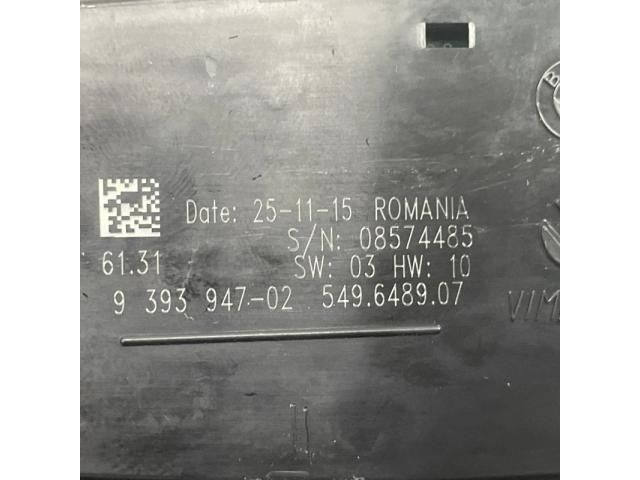 B
Date: 25-11-15 ROMANIA
S/N: 08574485
61.31
SW: 03 HW: 10
9 393 947-02 549.6489.07